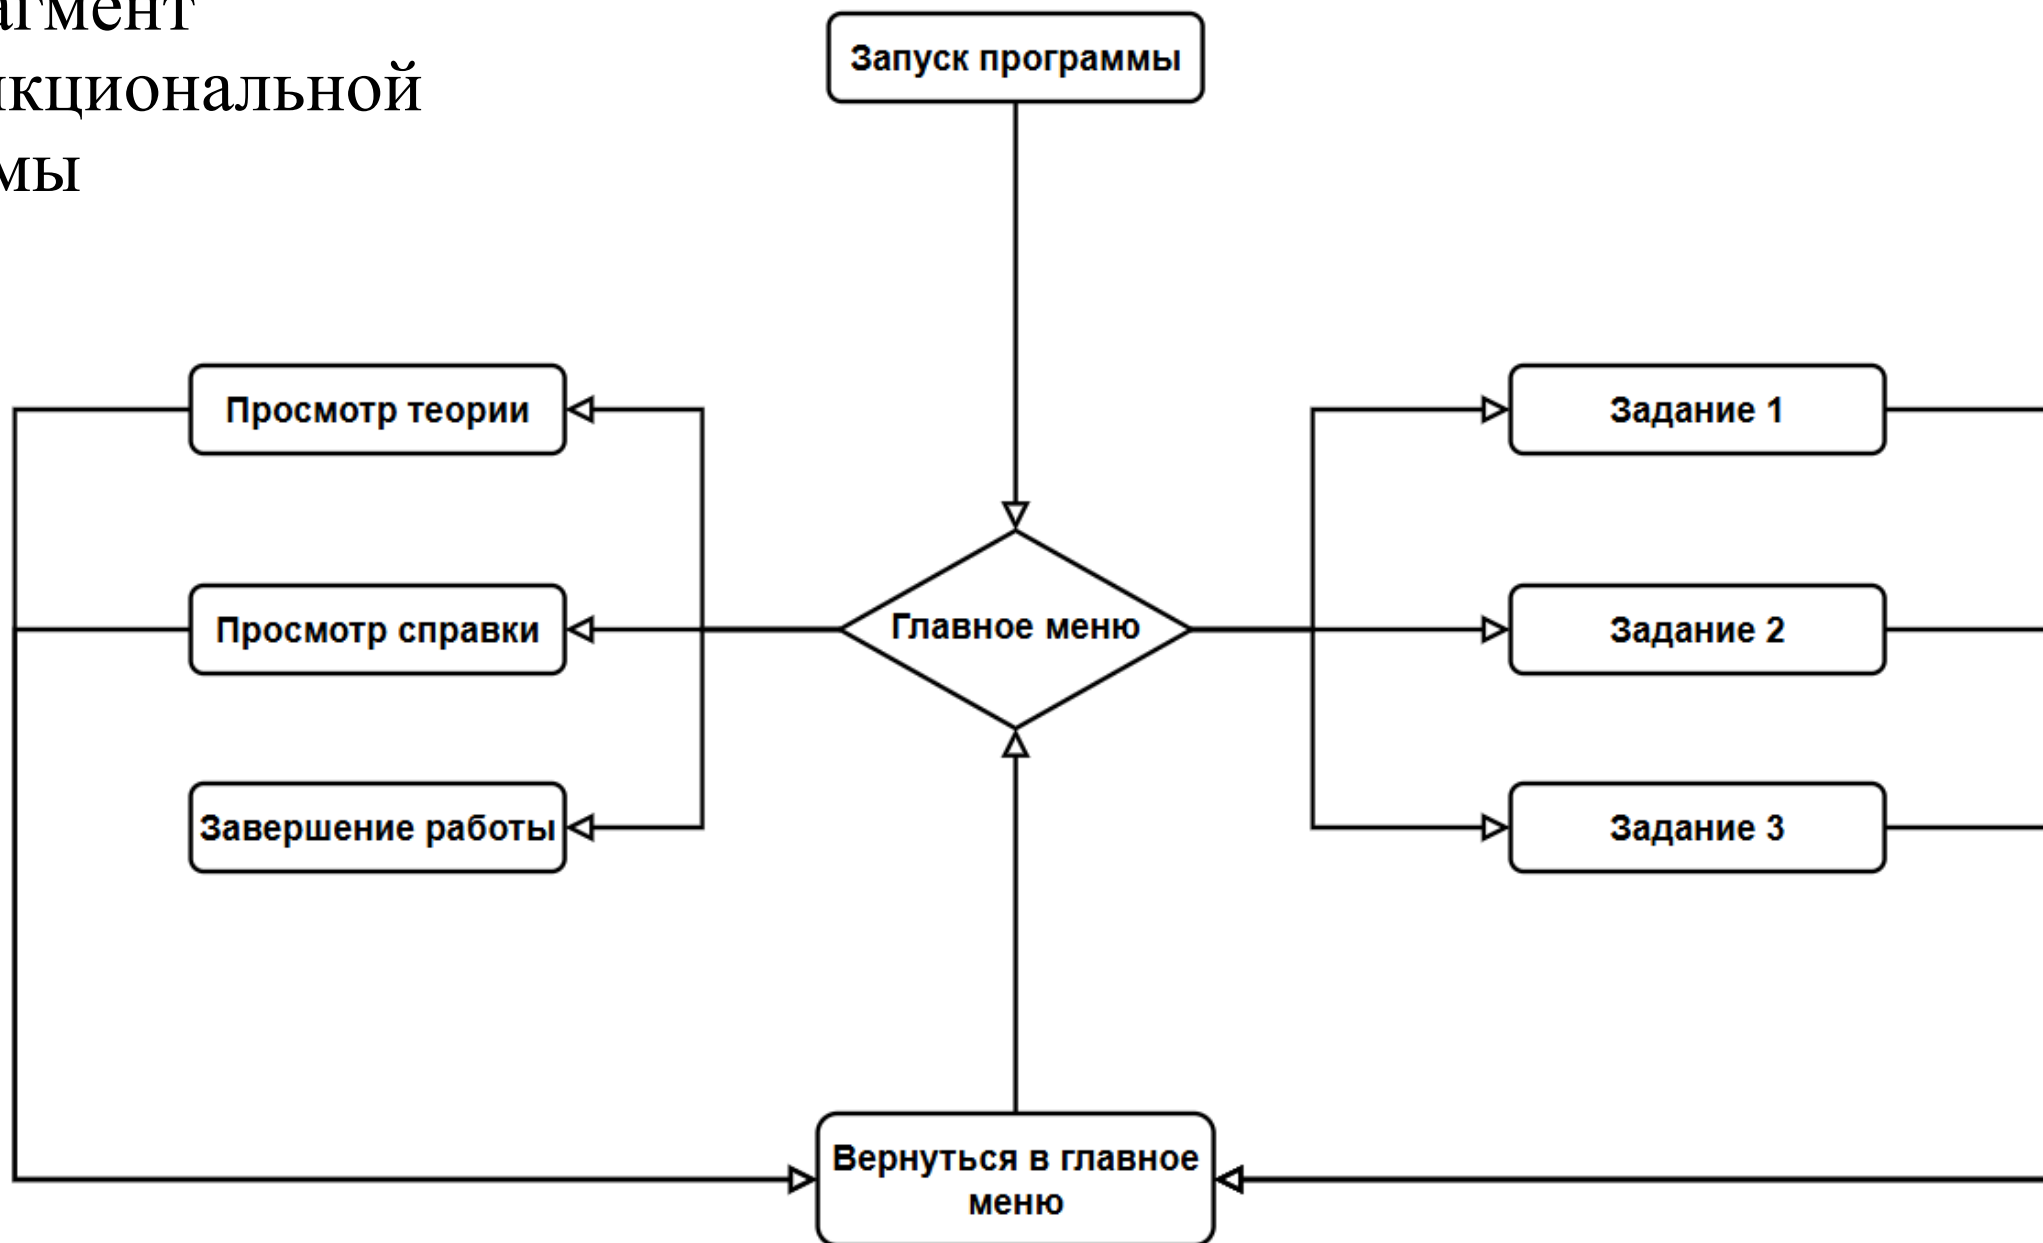 нкциональной
Запуск программы
Просмотр теории
Задание 1
Главное меню
Просмотр справки
Задание 2
Завершение работы
Задание 3
Вернуться в главное
меню